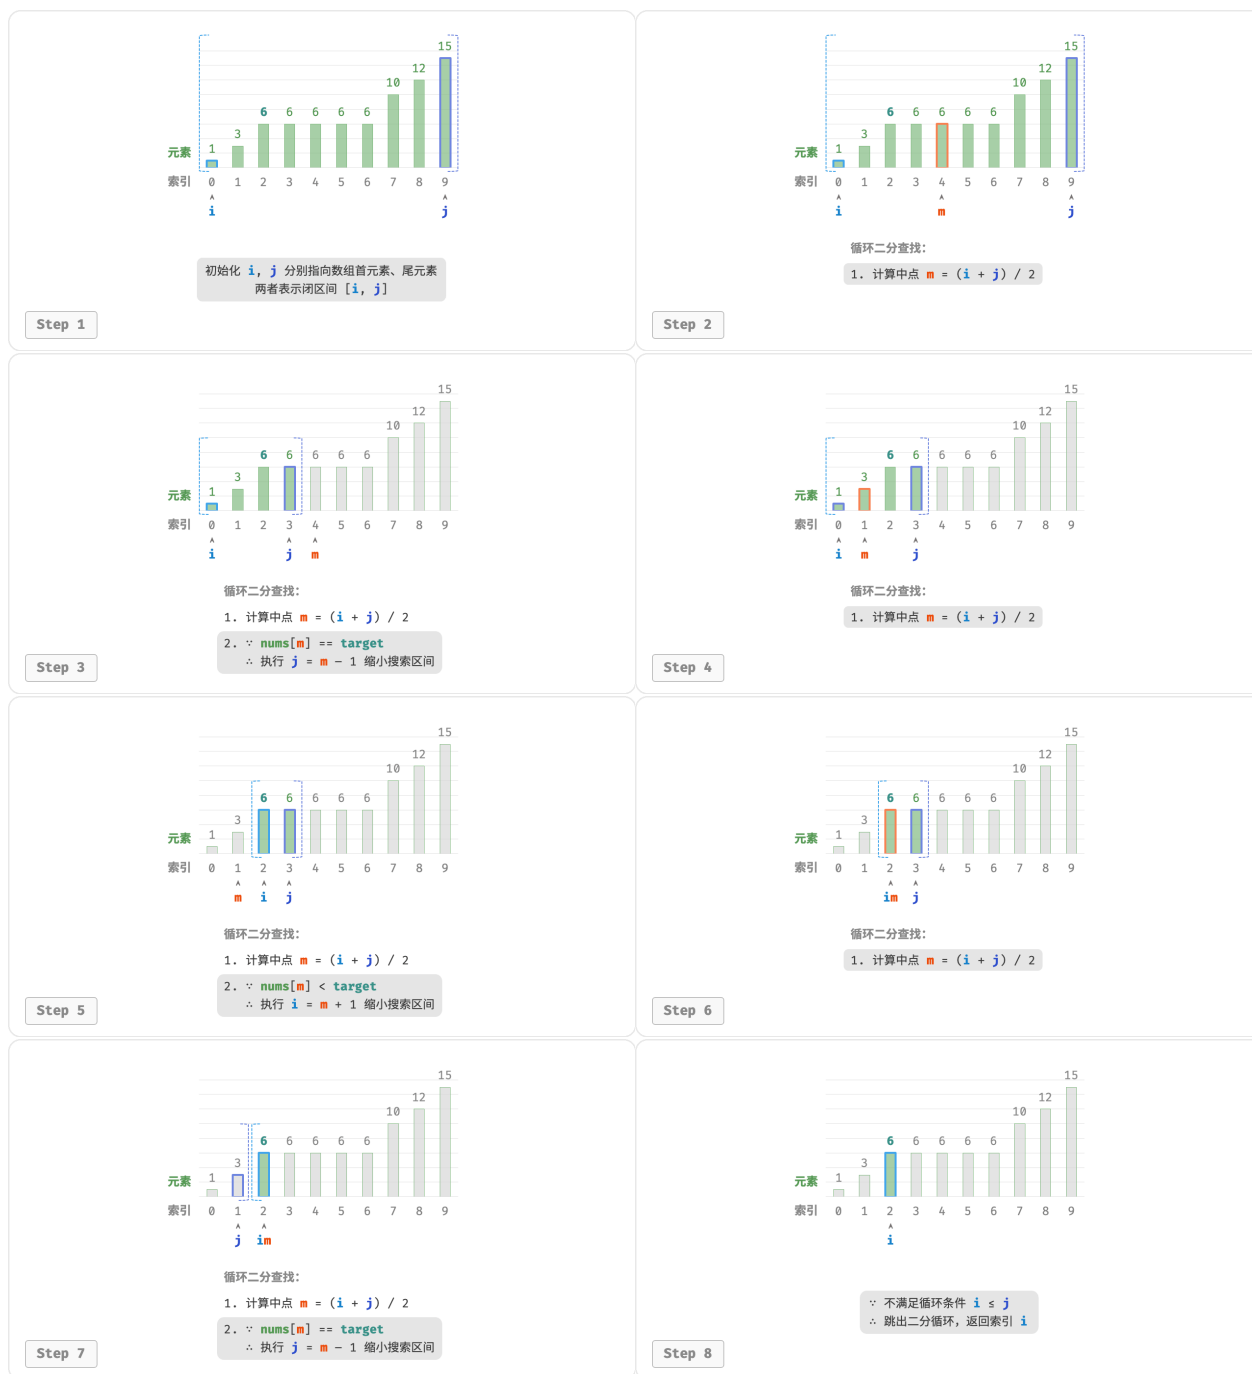 15
12
10
6 6 6 6 6
3
1
元素
索引 0 1 2 3 4 5 6 7 8 9
i j
初始化 i, j 分别指向数组首元素、尾元素
两者表示闭区间 [i, j]
Step 1
15
12
10
6 6 6 6 6
3
1
元素
索引 0 1 2 3 4 5 6 7 8 9
i m j
循环二分查找:
1. 计算中点 m = (i + j) / 2
Step 2
15
12
10
6 6 6 6 6
3
1
元素
索引 0 1 2 3 4 5 6 7 8 9
i j m
循环二分查找:
1. 计算中点 m = (i + j) / 2
2. ∵ nums[m] == target
∴ 执行 j = m − 1 缩小搜索区间
Step 3
15
12
10
6 6 6 6 6
3
1
元素
索引 0 1 2 3 4 5 6 7 8 9
i m j
循环二分查找:
1. 计算中点 m = (i + j) / 2
Step 4
15
12
10
6 6 6 6 6
3
1
元素
索引 0 1 2 3 4 5 6 7 8 9
m i j
循环二分查找:
1. 计算中点 m = (i + j) / 2
2. ∵ nums[m] < target
∴ 执行 i = m + 1 缩小搜索区间
Step 5
15
12
10
6 6 6 6 6
3
1
元素
索引 0 1 2 3 4 5 6 7 8 9
im j
循环二分查找:
1. 计算中点 m = (i + j) / 2
Step 6
15
12
10
6 6 6 6 6
3
1
元素
索引 0 1 2 3 4 5 6 7 8 9
j im
循环二分查找:
1. 计算中点 m = (i + j) / 2
2. ∵ nums[m] == target
∴ 执行 j = m − 1 缩小搜索区间
Step 7
15
12
10
6 6 6 6 6
3
1
元素
索引 0 1 2 3 4 5 6 7 8 9
i
∵ 不满足循环条件 i ≤ j
∴ 跳出二分循环，返回索引 i
Step 8